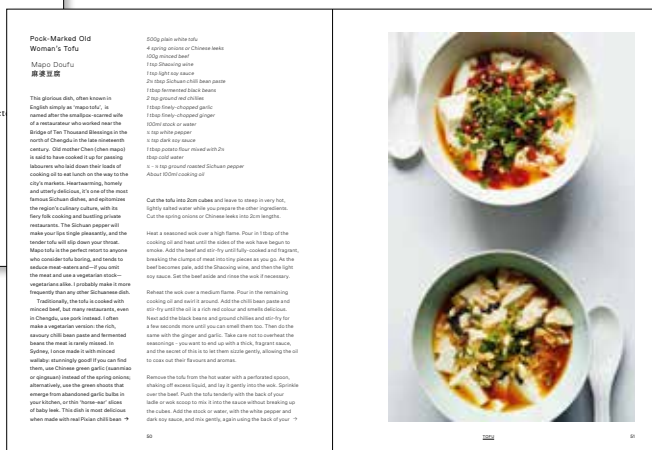 Pock-Marked Old
Woman's Tofu
Mapo Doufu
麻婆豆腐
This glorious dish, often known in
English simply as 'mapo tofu', is
named after the smallpox-scarred wife
of a restaurateur who worked near the
Bridge of Ten Thousand Blessings in the
north of Chengdu in the late nineteenth
century. Old mother Chen (chen mapo)
is said to have cooked it up for passing
labourers who laid down their loads of
cooking oil to eat lunch on the way to the
city's markets. Heartwarming, homely
and utterly delicious, it's one of the most
famous Sichuan dishes, and epitomizes
the region's culinary culture, with its
fiery folk cooking and bustling private
restaurants. The Sichuan pepper will
make your lips tingle pleasantly, and the
tender tofu will slip down your throat.
Mapo tofu is the perfect retort to anyone
who consider tofu boring, and tends to
seduce meat-eaters and—if you omit
the meat and use a vegetarian stock—
vegetarians alike. I probably make it more
frequently than any other Sichuanese dish.
Traditionally, the tofu is cooked with
minced beef, but many restaurants, even
in Chengdu, use pork instead. I often
make a vegetarian version: the rich,
savoury chilli bean paste and fermented
beans the meat is rarely missed. In
Sydney, I once made it with minced
wallaby: stunningly good! If you can find
them, use Chinese green garlic (suanmiao
or qingsuan) instead of the spring onions;
alternatively, use the green shoots that
emerge from abandoned garlic bulbs in
your kitchen, or thin 'horse-ear' slices
of baby leek. This dish is most delicious
when made with real Pixian chilli bean →
500g plain white tofu
4 spring onions or Chinese leeks
100g minced beef
1 tsp Shaoxing wine
1 tsp light soy sauce
2½ tbsp Sichuan chilli bean paste
1 tbsp fermented black beans
2 tsp ground red chillies
1 tbsp finely-chopped garlic
1 tbsp finely-chopped ginger
100ml stock or water
tsp white pepper
tsp dark soy sauce
1 tbsp potato flour mixed with 2½
tbsp cold water
tsp ground roasted Sichuan pepper
About 100ml cooking oil
Cut the tofu into 2cm cubes and leave to steep in very hot,
lightly salted water while you prepare the other ingredients.
Cut the spring onions or Chinese leeks into 2cm lengths.
Heat a seasoned wok over a high flame. Pour in 1 tbsp of the
cooking oil and heat until the sides of the wok have begun to
smoke. Add the beef and stir-fry until fully-cooked and fragrant,
breaking the clumps of meat into tiny pieces as you go. As the
beef becomes pale, add the Shaoxing wine, and then the light
soy sauce. Set the beef aside and rinse the wok if necessary.
Reheat the wok over a medium flame. Pour in the remaining
cooking oil and swirl it around. Add the chilli bean paste and
stir-fry until the oil is a rich red colour and smells delicious.
Next add the black beans and ground chillies and stir-fry for
a few seconds more until you can smell them too. Then do the
same with the ginger and garlic. Take care not to overheat the
seasonings - you want to end up with a thick, fragrant sauce,
and the secret of this is to let them sizzle gently, allowing the oil
to coax out their flavours and aromas.
Remove the tofu from the hot water with a perforated spoon,
shaking off excess liquid, and lay it gently into the wok. Sprinkle
over the beef. Push the tofu tenderly with the back of your
ladle or wok scoop to mix it into the sauce without breaking up
the cubes. Add the stock or water, with the white pepper and
dark soy sauce, and mix gently, again using the back of your →
50
TOFU
51